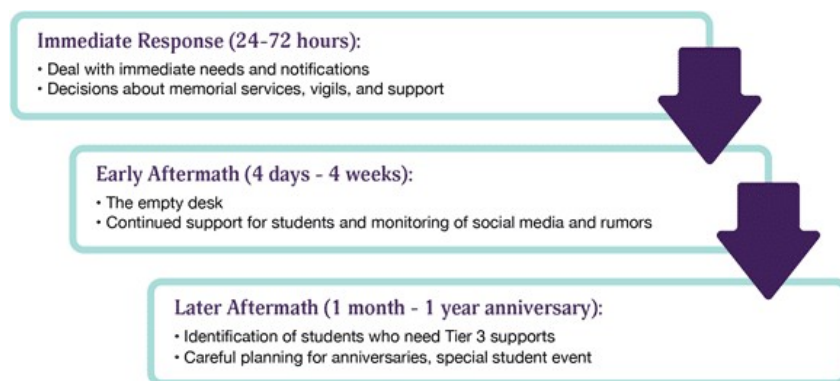 Immediate Response (24-72 hours):
• Deal with immediate needs and notifications
• Decisions about memorial services, vigils, and support
Early Aftermath (4 days - 4 weeks):
• The empty desk
• Continued support for students and monitoring of social media and rumors
Later Aftermath (1 month - 1 year anniversary):
• Identification of students who need Tier 3 supports
• Careful planning for anniversaries, special student event